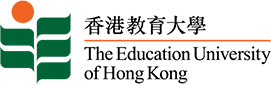 香港教育大學
The Education University
of Hong Kong